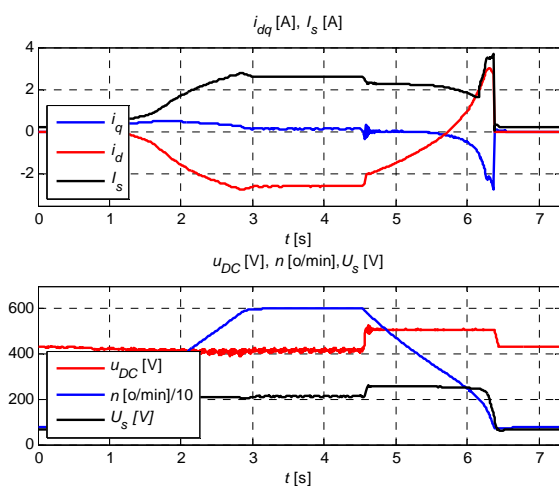 i_dq [A], I_s [A]
4
2
0
-2
i_q
i_d
I_s
0 1 2 3 4 5 6 7
t [s]
u_DC [V], n [o/min], U_s [V]
600
400
200
0
u_DC [V]
n [o/min]/10
U_s [V]
0 1 2 3 4 5 6 7
t [s]